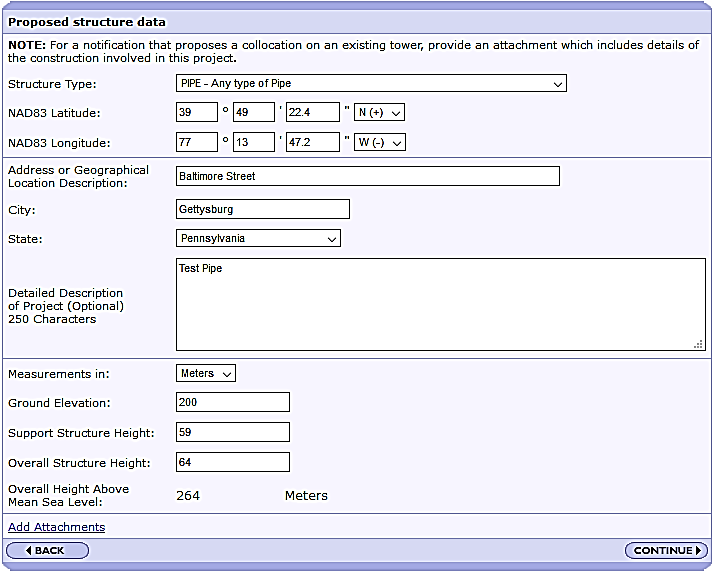 Proposed structure data
NOTE: For a notification that proposes a collocation on an existing tower, provide an attachment which includes details of
the construction involved in this project.
Structure Type: PIPE - Any type of Pipe
NAD83 Latitude: 39 ° 49 ' 22.4 " N (+)
NAD83 Longitude: 77 ° 13 ' 47.2 " W (-)
Address or Geographical
Location Description: Baltimore Street
City: Gettysburg
State: Pennsylvania
Detailed Description
of Project (Optional)
250 Characters
Test Pipe
Measurements in: Meters
Ground Elevation: 200
Support Structure Height: 59
Overall Structure Height: 64
Overall Height Above
Mean Sea Level: 264 Meters
Add Attachments
BACK CONTINUE